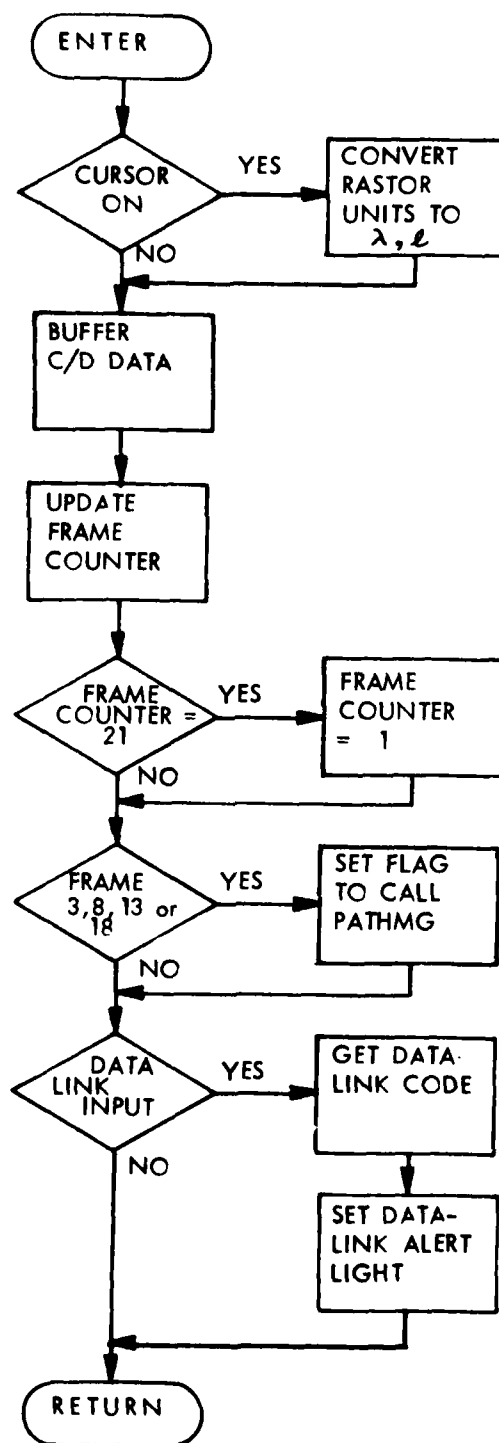 ENTER
CURSOR
ON
YES
CONVERT
RASTOR
UNITS TO
λ, ℓ
NO
BUFFER
C/D DATA
UPDATE
FRAME
COUNTER
FRAME
COUNTER =
21
YES
FRAME
COUNTER
= 1
NO
FRAME
3,8,13 or
18
YES
SET FLAG
TO CALL
PATHMG
NO
DATA
LINK
INPUT
YES
GET DATA-
LINK CODE
NO
SET DATA-
LINK ALERT
LIGHT
RETURN